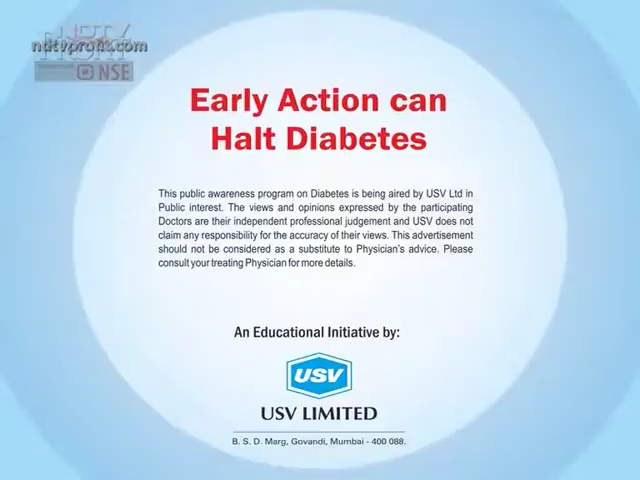 NDTV
PROFIT
ndtvprofit.com
NSE
Early Action can
Halt Diabetes
This public awareness program on Diabetes is being aired by USV Ltd in
Public interest. The views and opinions expressed by the participating
Doctors are their independent professional judgement and USV does not
claim any responsibility for the accuracy of their views. This advertisement
should not be considered as a substitute to Physician's advice. Please
consult your treating Physician for more details.
An Educational Initiative by:
USV
USV LIMITED
B. S. D. Marg, Govandi, Mumbai - 400 088.